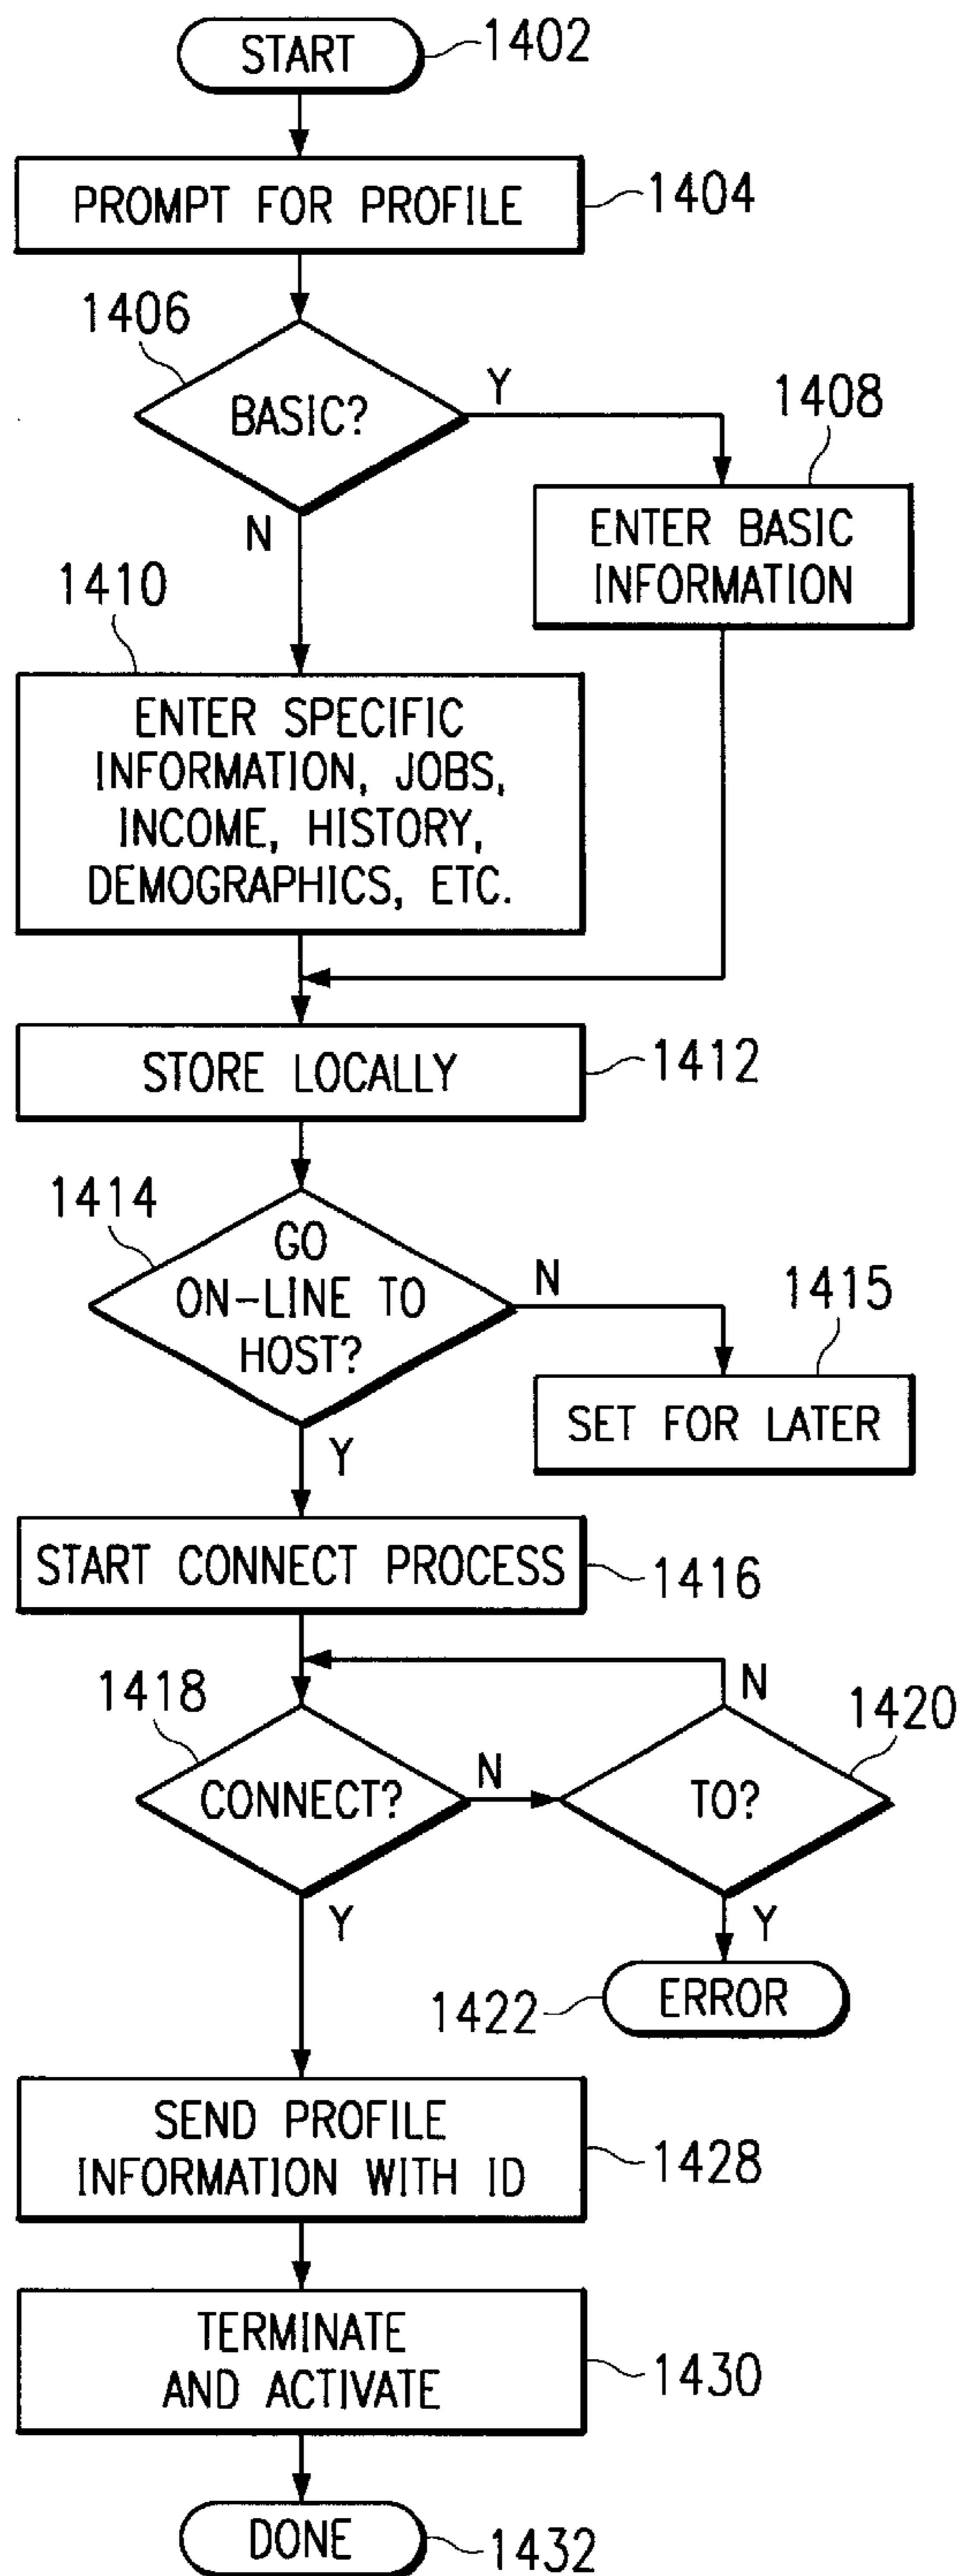 START
1402
PROMPT FOR PROFILE
1404
1406
BASIC?
Y
N
1408
ENTER BASIC
INFORMATION
1410
ENTER SPECIFIC
INFORMATION, JOBS,
INCOME, HISTORY,
DEMOGRAPHICS, ETC.
STORE LOCALLY
1412
1414
GO
ON-LINE TO
HOST?
N
Y
1415
SET FOR LATER
START CONNECT PROCESS
1416
1418
CONNECT?
N
Y
N
1420
TO?
Y
1422
ERROR
SEND PROFILE
INFORMATION WITH ID
1428
TERMINATE
AND ACTIVATE
1430
DONE
1432